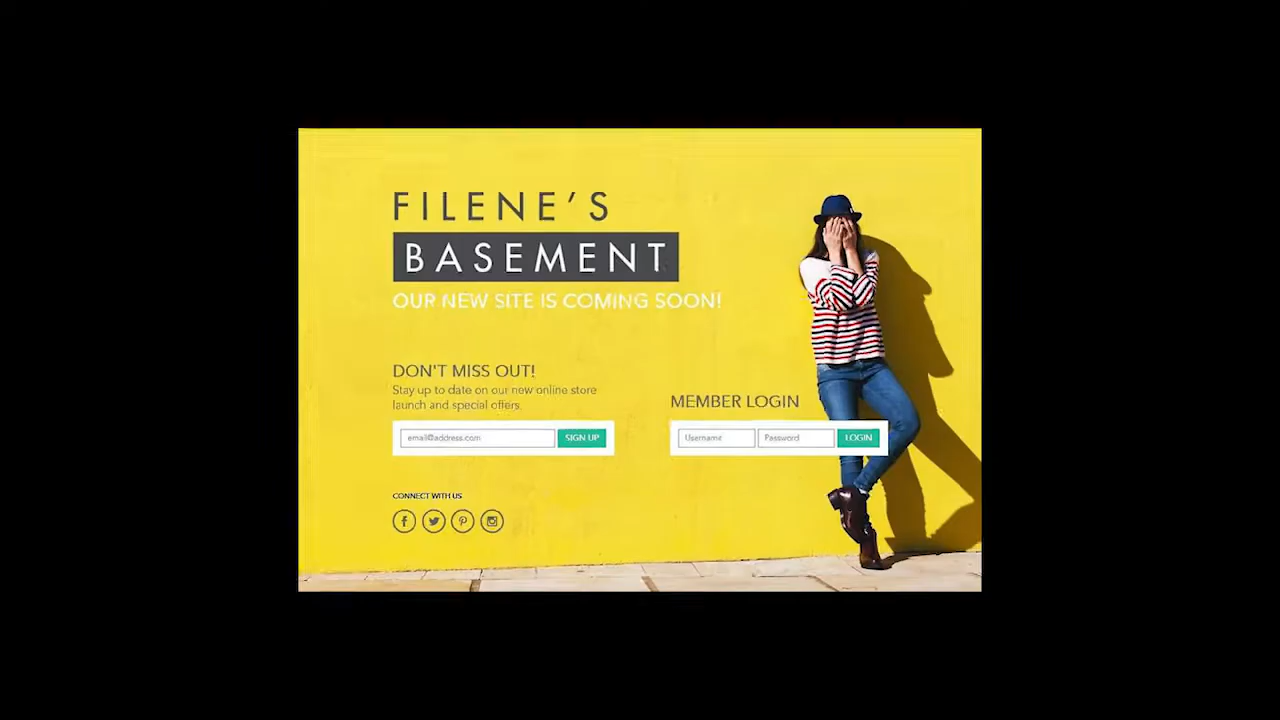 FILENE'S
BASEMENT
OUR NEW SITE IS COMING SOON!
DON'T MISS OUT!
Stay up to date on our new online store
launch and special offers.
email@address.com
SIGN UP
MEMBER LOGIN
Username
Password
LOGIN
CONNECT WITH US